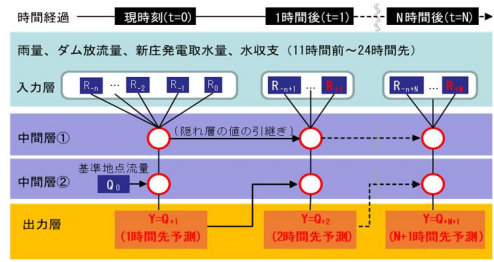 時間経過 現時刻(t=0) 1時間後(t=1) N時間後(t=N)
雨量、ダム放流量、新庄発電取水量、水収支（11時間前～24時間先）
入力層 R-n … R-2 R-1 R0 R-n+1 … R+1 R-n+N … R+N
中間層① (隠れ層の値の引継ぎ)
基準地点流量
中間層② Q0
出力層
Y=Q+1 Y=Q+2 Y=Q+N+1
(1時間先予測) (2時間先予測) (N+1時間先予測)